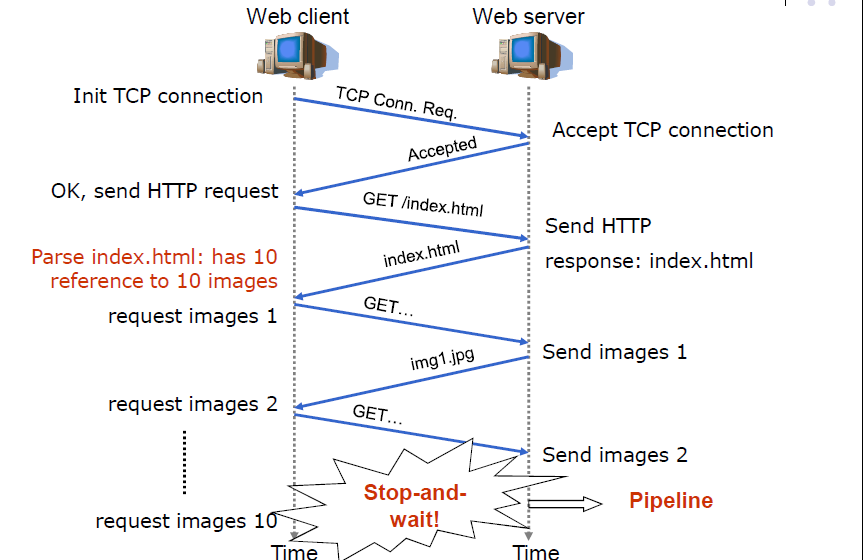 Web client
Web server
Init TCP connection
TCP Conn. Req.
Accept TCP connection
Accepted
OK, send HTTP request
GET /index.html
Send HTTP
response: index.html
Parse index.html: has 10
reference to 10 images
index.html
request images 1
GET...
Send images 1
img1.jpg
request images 2
GET...
Send images 2
Stop-and-
wait!
Pipeline
request images 10
Time
Time